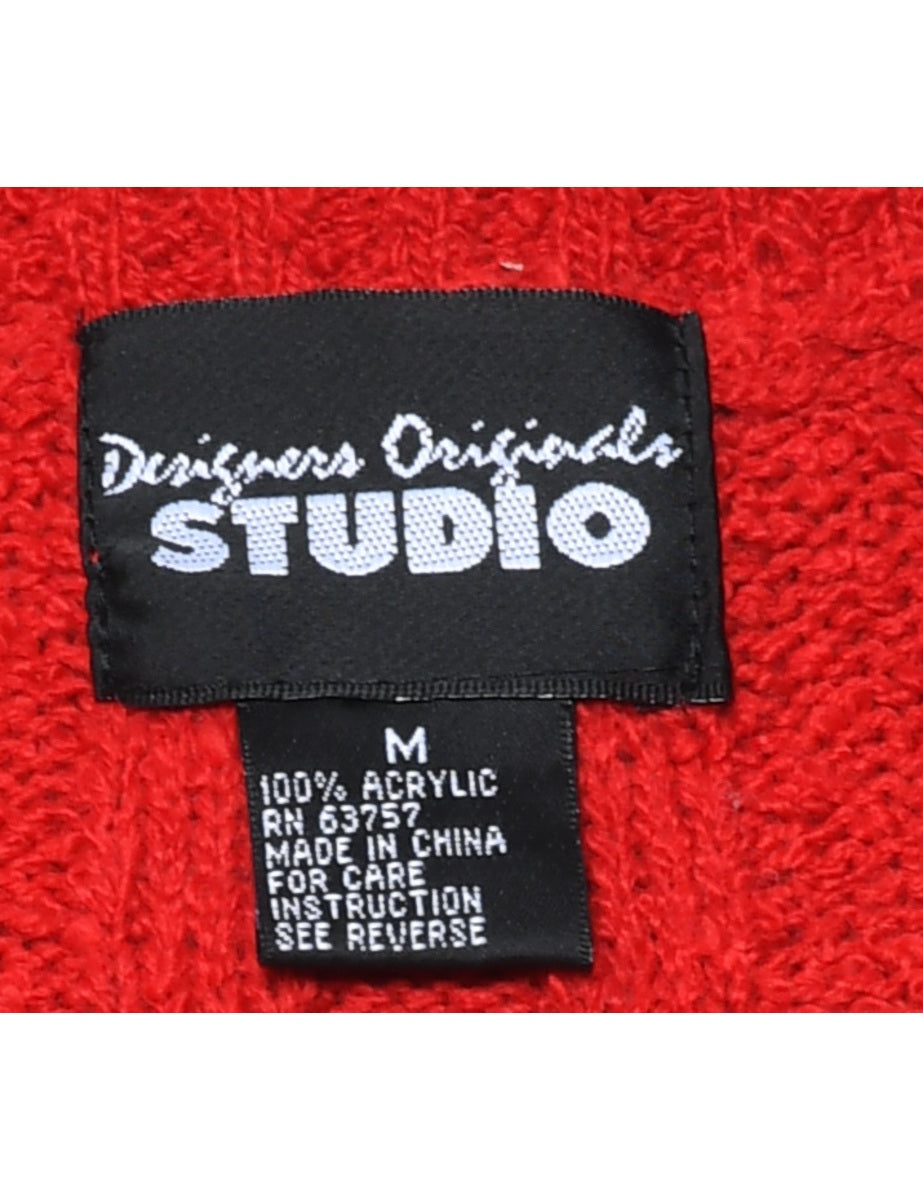 Designers Originals
STUDIO
M
100% ACRYLIC
RN 63757
MADE IN CHINA
FOR CARE
INSTRUCTION
SEE REVERSE